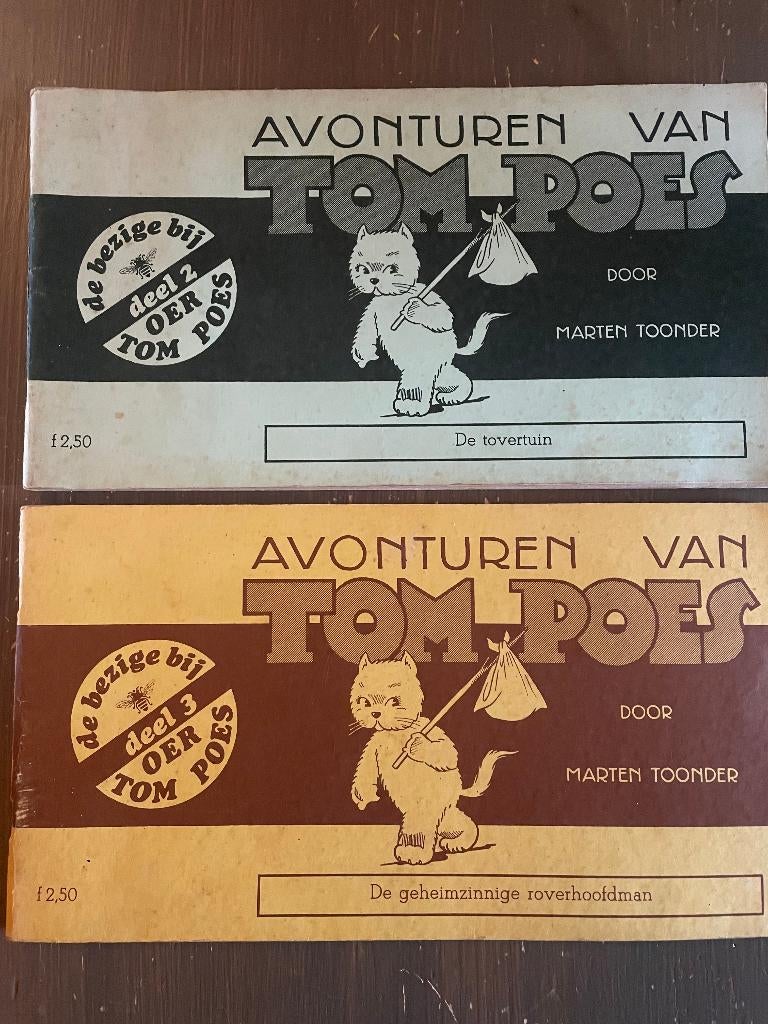 AVONTUREN VAN
TOM POES
de bezige bij
deel 2
OER
TOM POES
DOOR
MARTEN TOONDER
f 2,50
De tovertuin
AVONTUREN VAN
TOM POES
de bezige bij
deel 3
OER
TOM POES
DOOR
MARTEN TOONDER
f 2,50
De geheimzinnige roverhoofdman